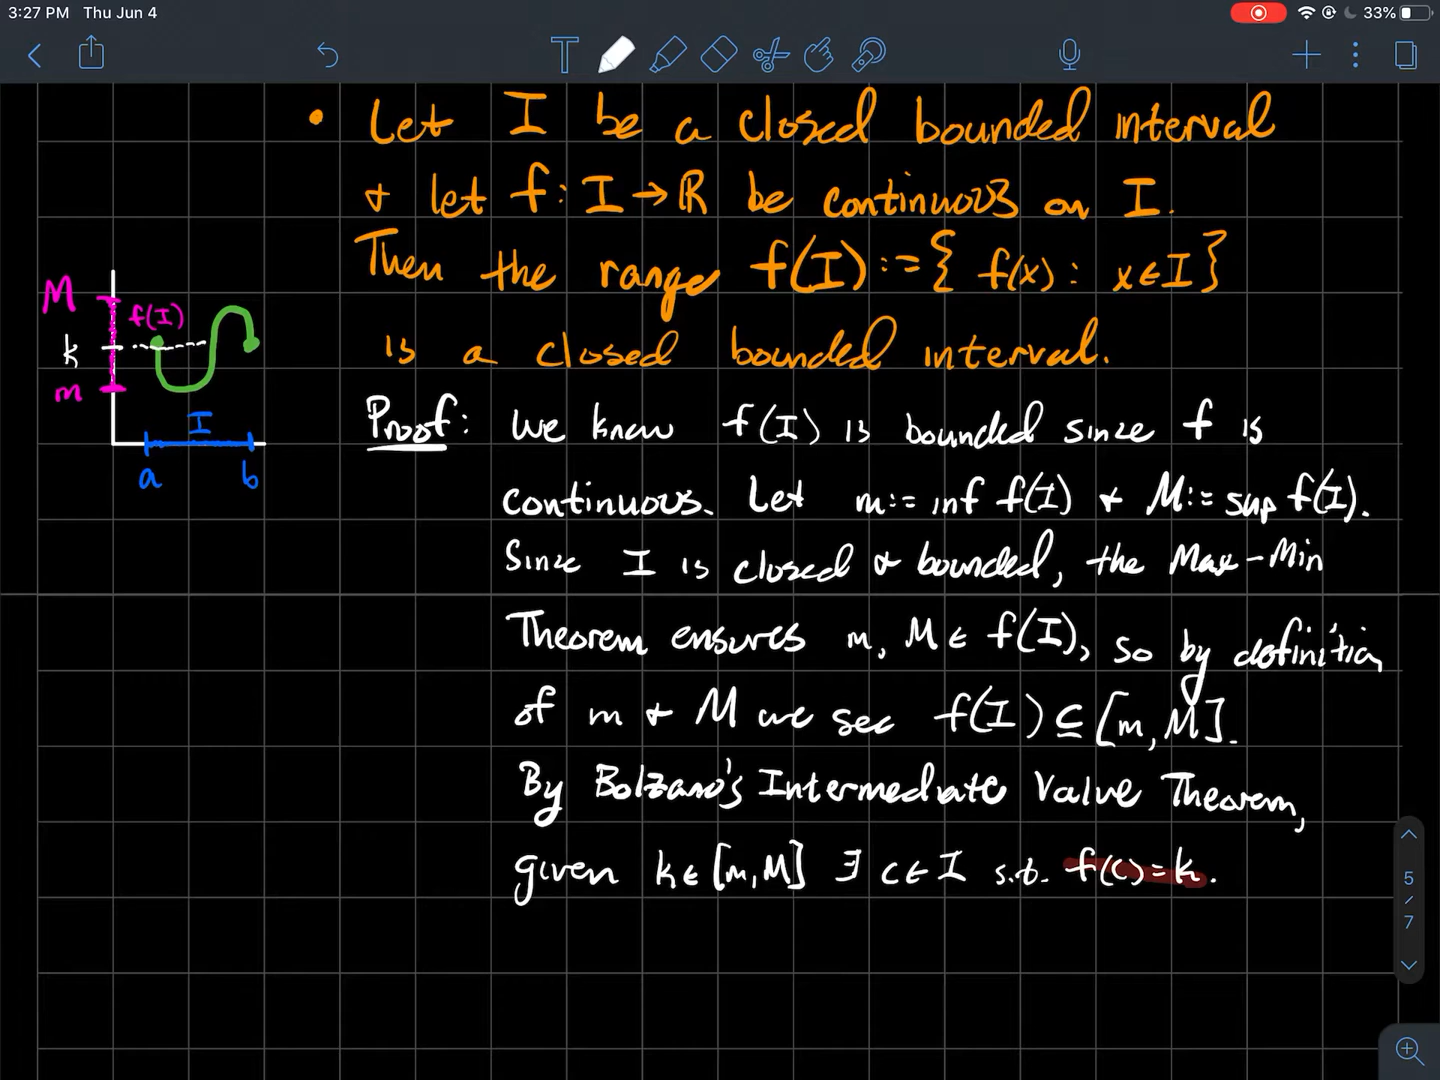 3:27 PM Thu Jun 4
33%
• Let I be a closed bounded interval
& let f: I → ℝ be continuous on I.
Then the range f(I) := { f(x) : x ∈ I }
is a closed bounded interval.
M
f(I)
k
m
I
a b
Proof: We know f(I) is bounded since f is
continuous. Let m := inf f(I) & M := sup f(I).
Since I is closed & bounded, the Max-Min
Theorem ensures m, M ∈ f(I), so by definition
of m & M we see f(I) ⊆ [m, M].
By Bolzano's Intermediate Value Theorem,
given k ∈ [m, M] ∃ c ∈ I s.t. f(c) = k.
5
/
7